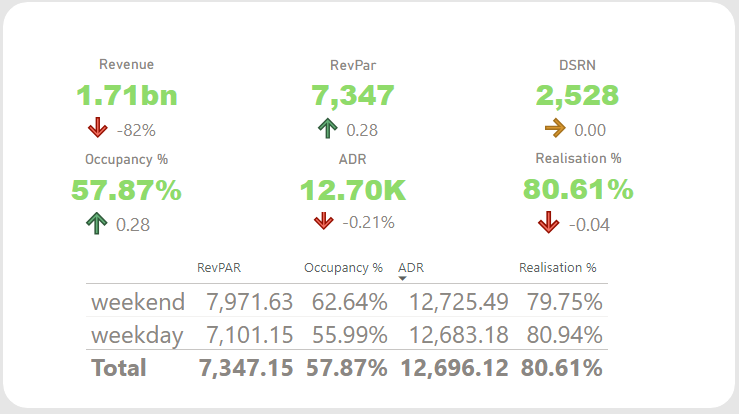 Revenue RevPar DSRN
1.71bn 7,347 2,528
-82% 0.28 0.00
Occupancy % ADR Realisation %
57.87% 12.70K 80.61%
0.28 -0.21% -0.04
RevPAR Occupancy % ADR Realisation %
weekend 7,971.63 62.64% 12,725.49 79.75%
weekday 7,101.15 55.99% 12,683.18 80.94%
Total 7,347.15 57.87% 12,696.12 80.61%